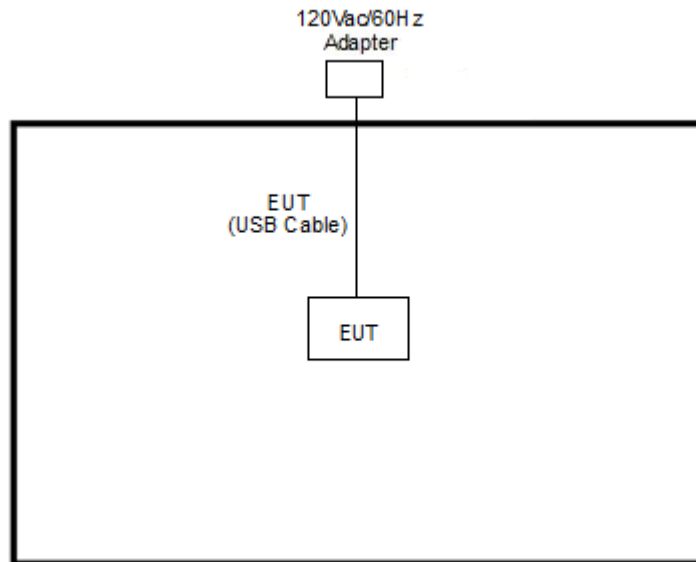 120Vac/60Hz
Adapter
EUT
(USB Cable)
EUT